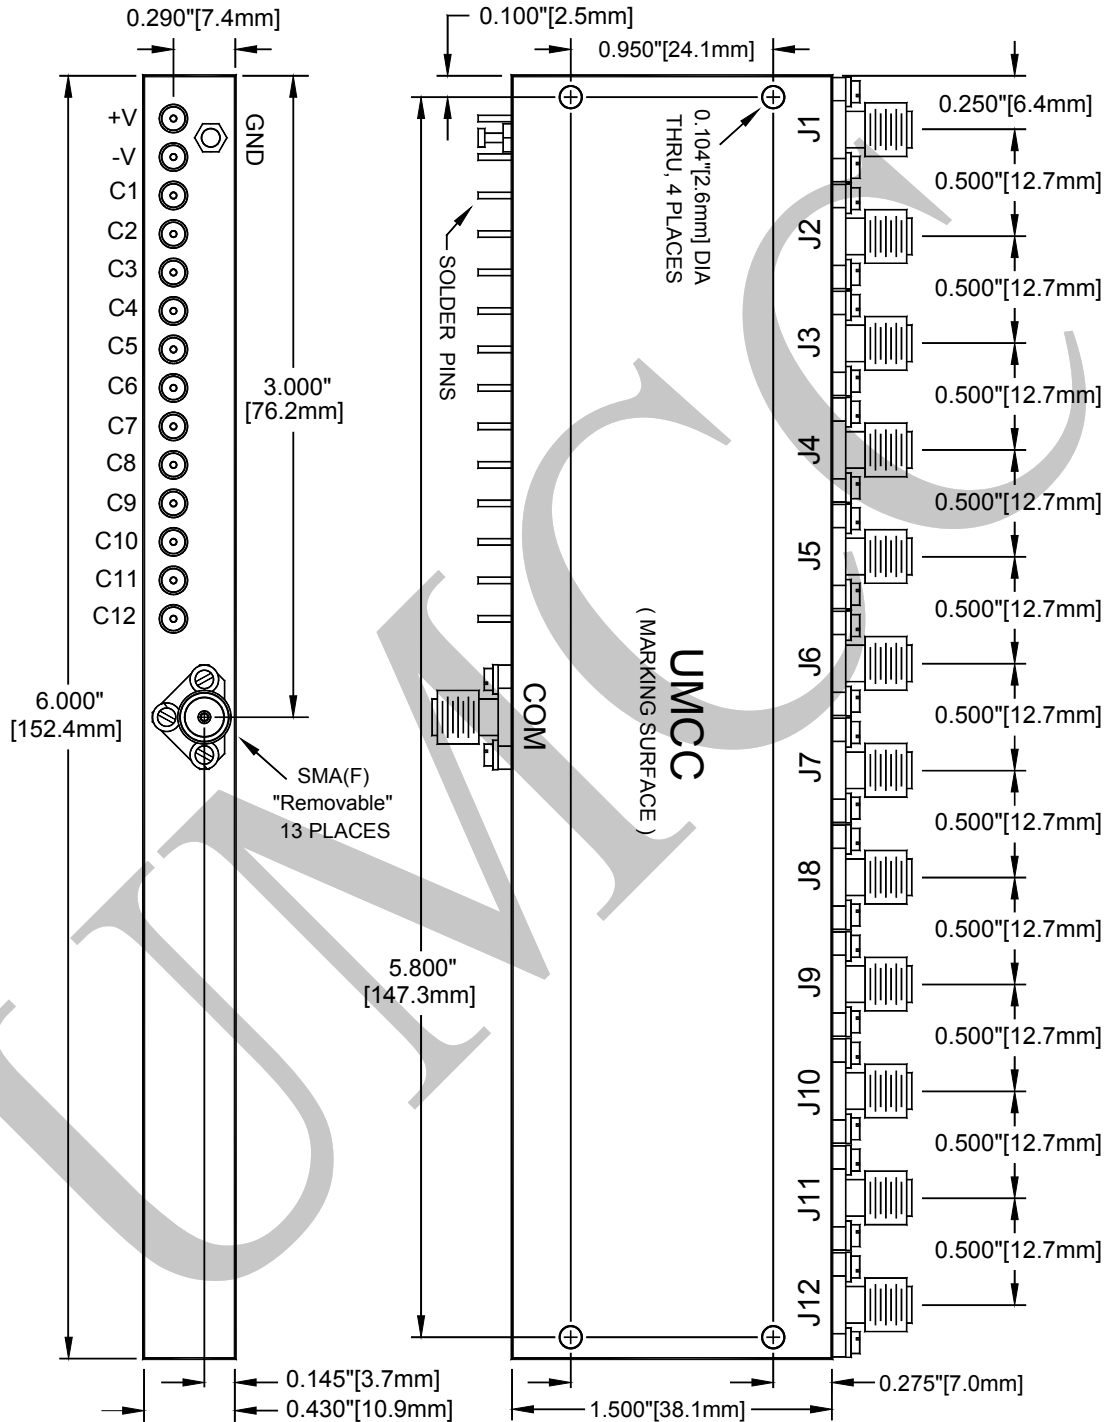 0.290"[7.4mm]
0.100"[2.5mm]
0.950"[24.1mm]
+V
-V
C1
C2
C3
C4
C5
C6
C7
C8
C9
C10
C11
C12
GND
3.000"
[76.2mm]
6.000"
[152.4mm]
SMA(F)
"Removable"
13 PLACES
0.145"[3.7mm]
0.430"[10.9mm]
SOLDER PINS
0.104"[2.6mm] DIA
THRU, 4 PLACES
COM
UMCC
( MARKING SURFACE )
5.800"
[147.3mm]
J1
J2
J3
J4
J5
J6
J7
J8
J9
J10
J11
J12
0.250"[6.4mm]
0.500"[12.7mm]
0.500"[12.7mm]
0.500"[12.7mm]
0.500"[12.7mm]
0.500"[12.7mm]
0.500"[12.7mm]
0.500"[12.7mm]
0.500"[12.7mm]
0.500"[12.7mm]
0.500"[12.7mm]
0.500"[12.7mm]
0.275"[7.0mm]
1.500"[38.1mm]
UMCC